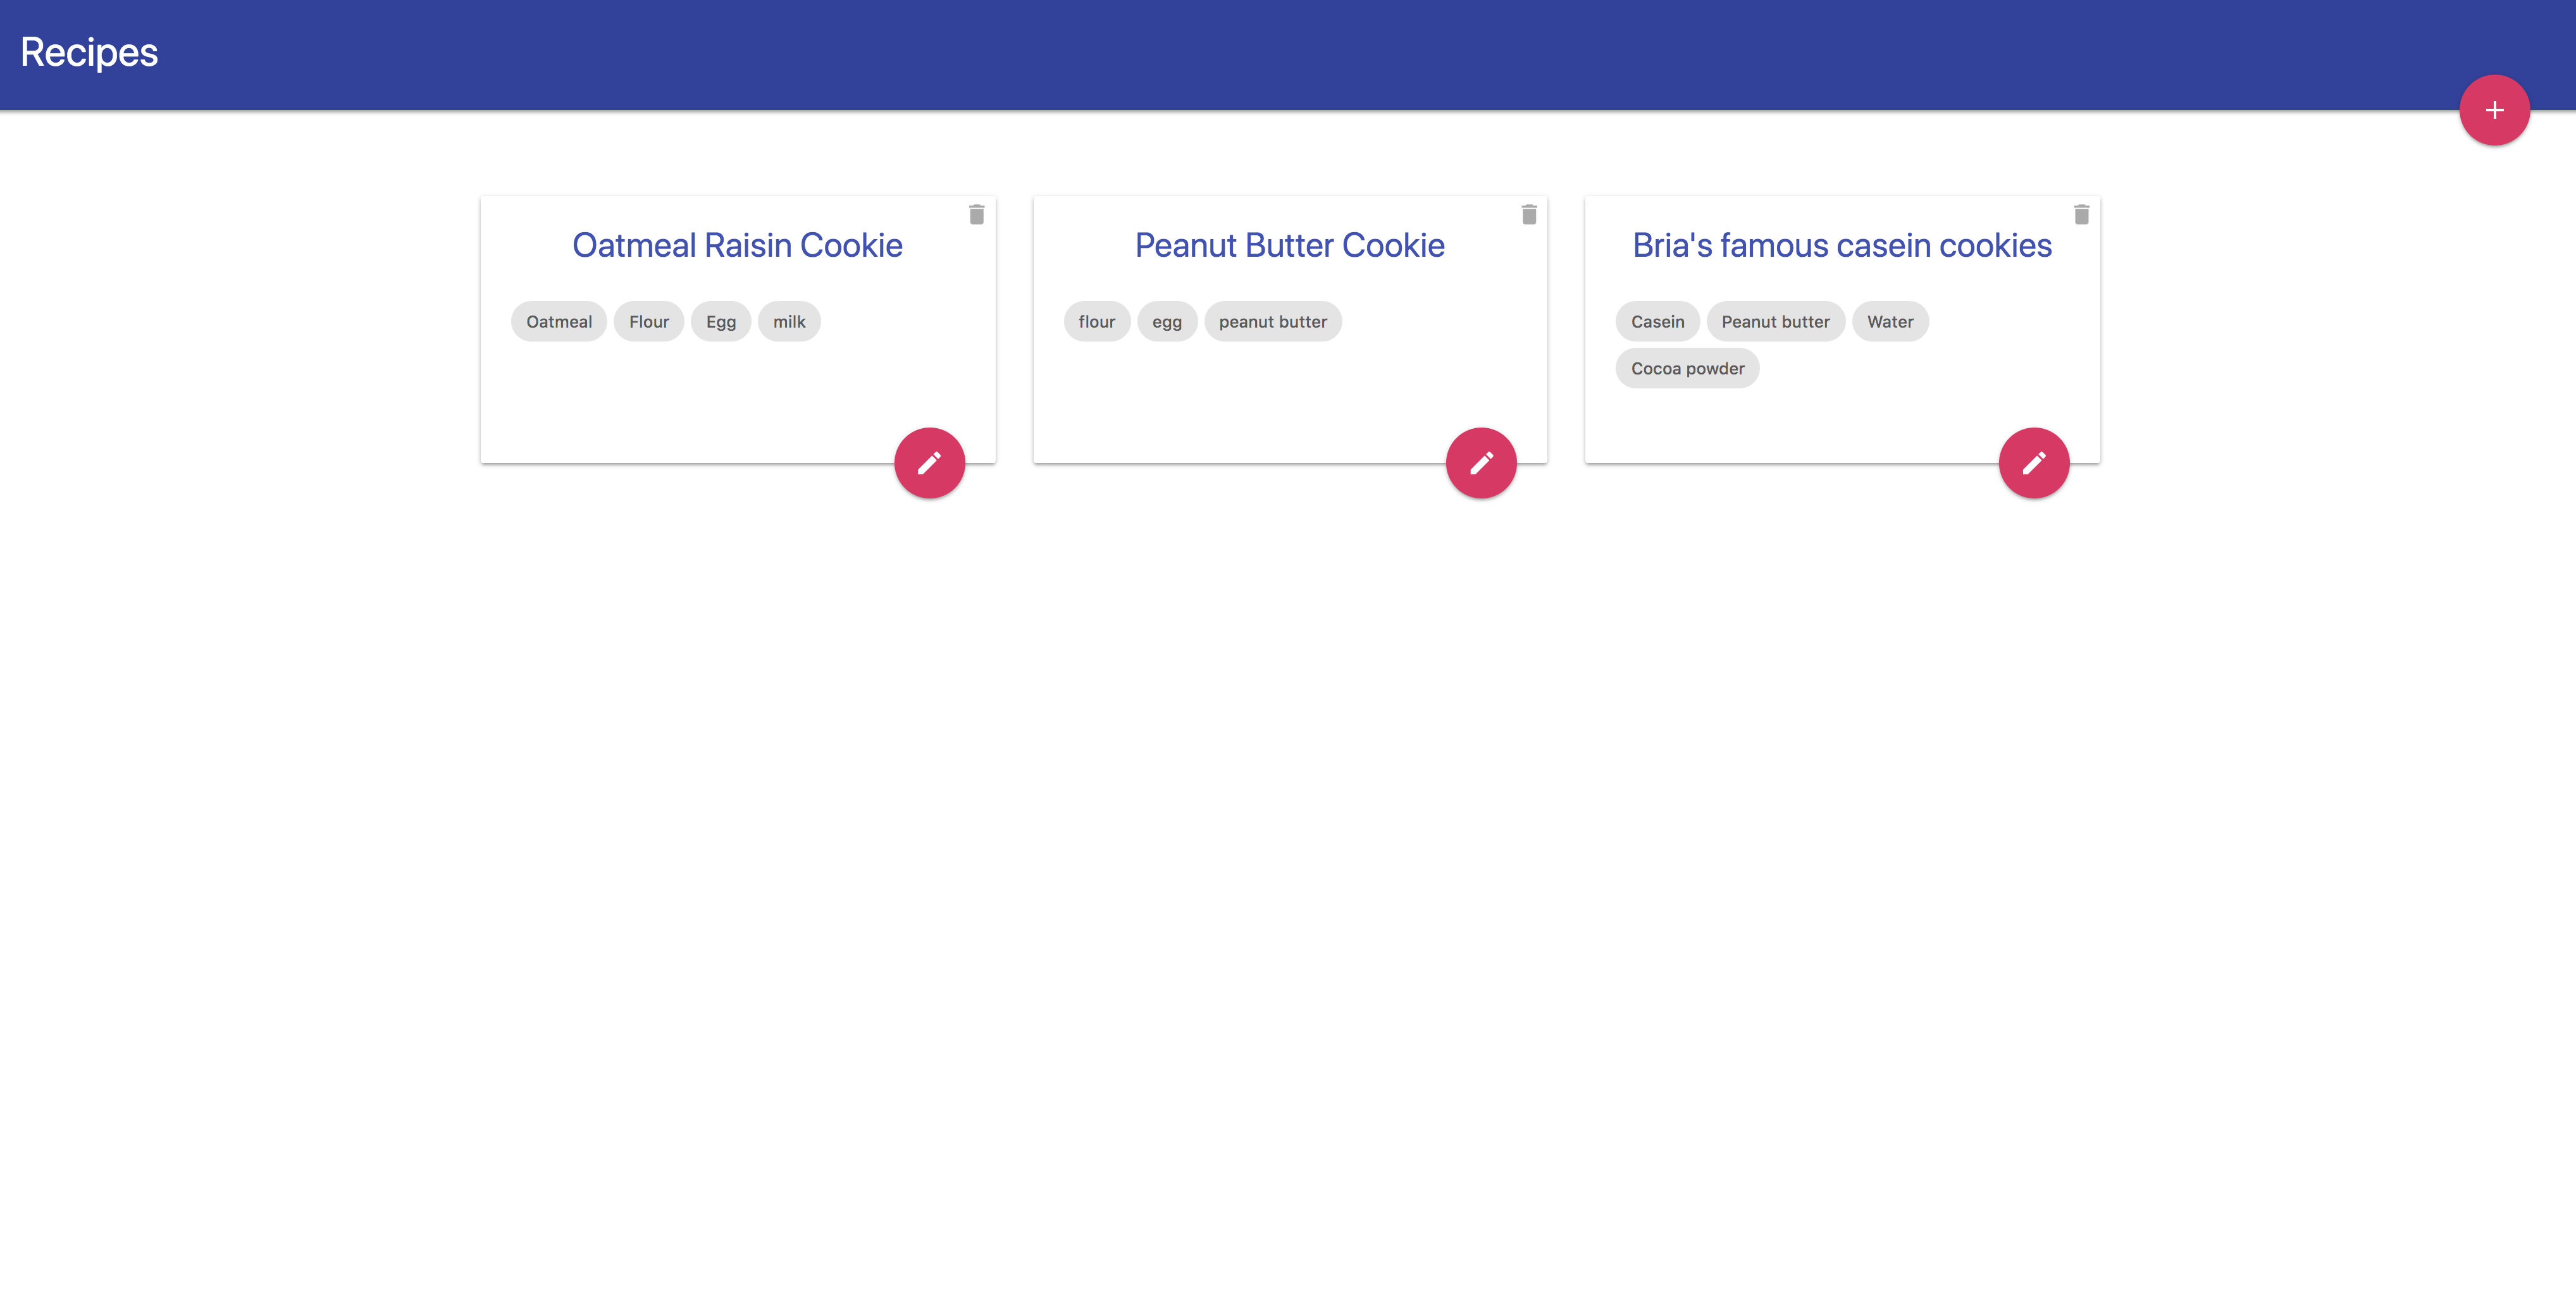 Recipes
Oatmeal Raisin Cookie
Oatmeal Flour Egg milk
Peanut Butter Cookie
flour egg peanut butter
Bria's famous casein cookies
Casein Peanut butter Water
Cocoa powder